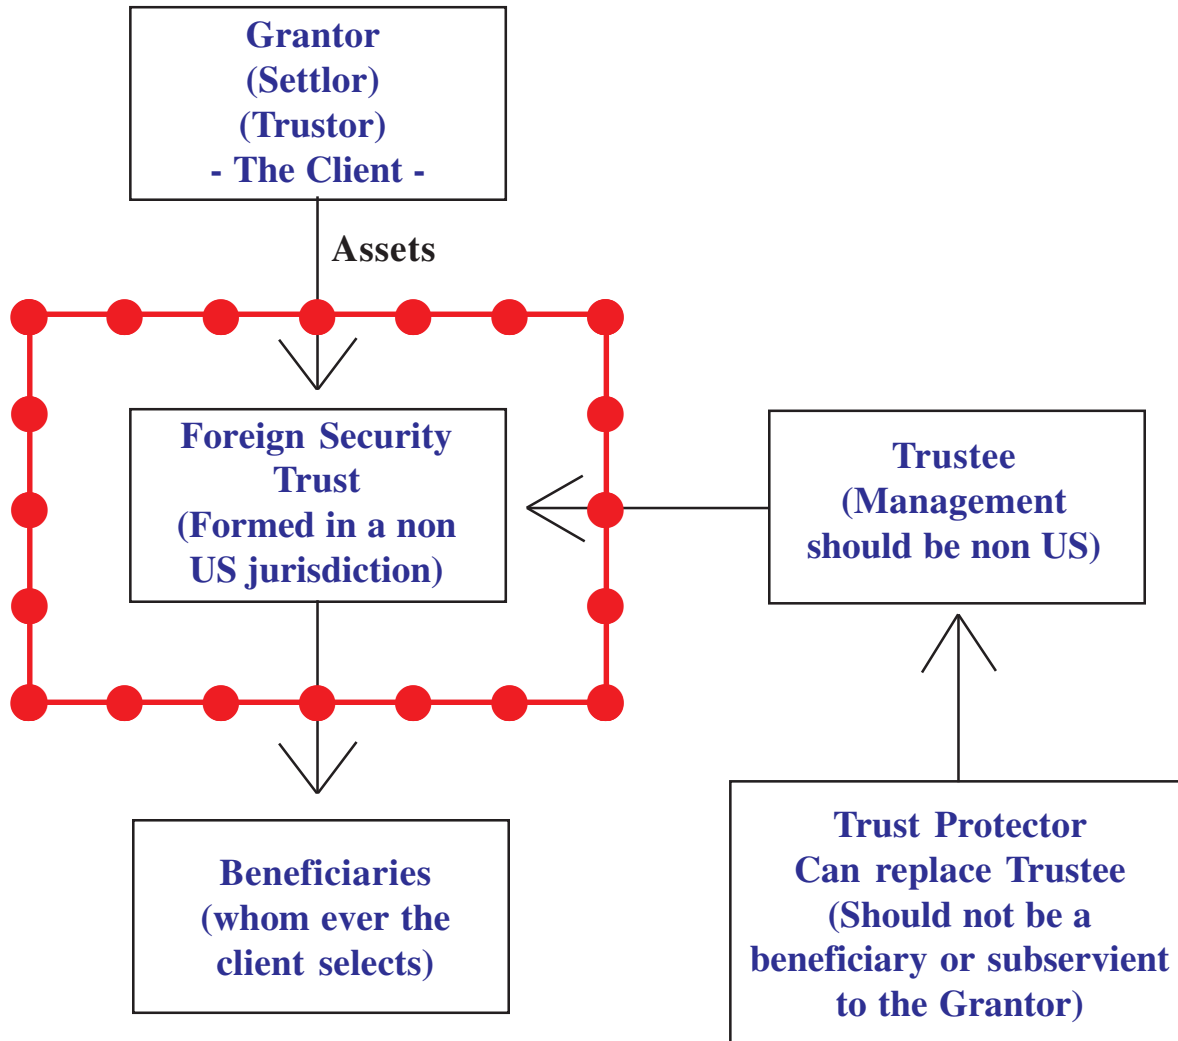 Grantor
(Settlor)
(Trustor)
- The Client -
Assets
Foreign Security
Trust
(Formed in a non
US jurisdiction)
Trustee
(Management
should be non US)
Beneficiaries
(whom ever the
client selects)
Trust Protector
Can replace Trustee
(Should not be a
beneficiary or subservient
to the Grantor)